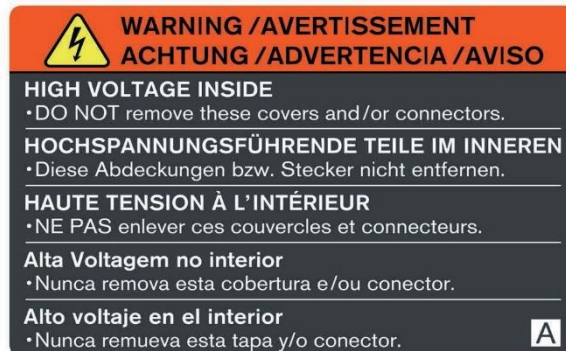 WARNING /AVERTISSEMENT
ACHTUNG /ADVERTENCIA /AVISO
HIGH VOLTAGE INSIDE
•DO NOT remove these covers and/or connectors.
HOCHSPANNUNGSFÜHRENDE TEILE IM INNEREN
•Diese Abdeckungen bzw. Stecker nicht entfernen.
HAUTE TENSION À L'INTÉRIEUR
•NE PAS enlever ces couvercles et connecteurs.
Alta Voltagem no interior
•Nunca remova esta cobertura e/ou conector.
Alto voltaje en el interior
•Nunca remueva esta tapa y/o conector.
A